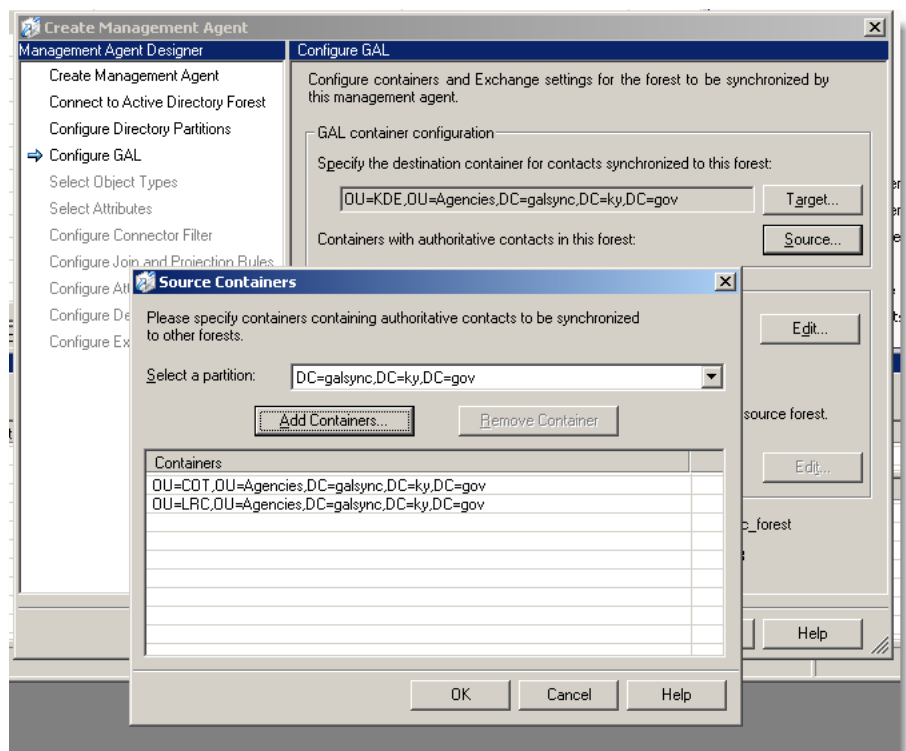 Create Management Agent
Management Agent Designer
Configure GAL
Create Management Agent
Connect to Active Directory Forest
Configure Directory Partitions
Configure GAL
Select Object Types
Select Attributes
Configure Connector Filter
Configure Join and Projection Rules
Configure Att
Configure De
Configure Ex
Configure containers and Exchange settings for the forest to be synchronized by
this management agent.
GAL container configuration
Specify the destination container for contacts synchronized to this forest:
OU=KDE,OU=Agencies,DC=galsync,DC=ky,DC=gov
Target...
Containers with authoritative contacts in this forest:
Source...
Edit...
source forest.
Edit...
c_forest
Help
Source Containers
Please specify containers containing authoritative contacts to be synchronized
to other forests.
Select a partition:
DC=galsync,DC=ky,DC=gov
Add Containers...
Remove Container
Containers
OU=COT,OU=Agencies,DC=galsync,DC=ky,DC=gov
OU=LRC,OU=Agencies,DC=galsync,DC=ky,DC=gov
OK
Cancel
Help